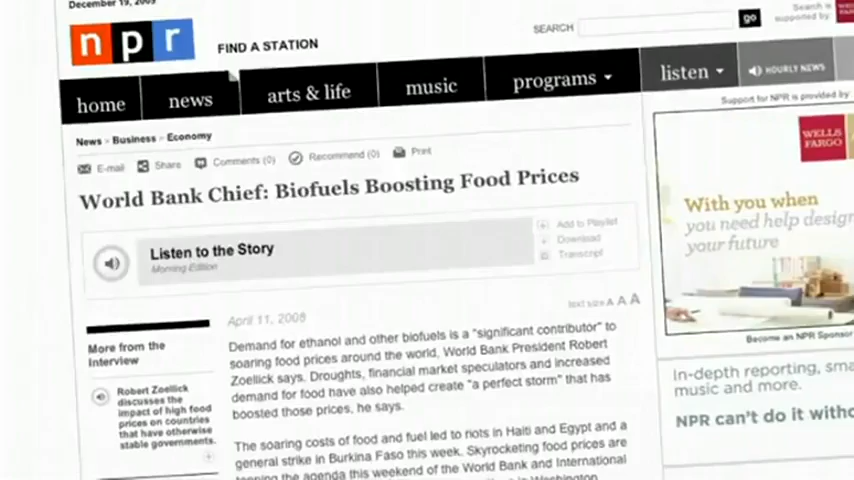 December 19, 2009
npr
FIND A STATION
SEARCH
go
Search is
supported by
home
news
arts & life
music
programs
listen
HOURLY NEWS
News > Business > Economy
E-mail
Share
Comments (0)
Recommend (0)
Print
World Bank Chief: Biofuels Boosting Food Prices
Listen to the Story
Morning Edition
Add to Playlist
Download
Transcript
April 11, 2008
text size A A A
More from the
Interview
Robert Zoellick
discusses the
impact of high food
prices on countries
that have otherwise
stable governments.
Demand for ethanol and other biofuels is a "significant contributor" to
soaring food prices around the world, World Bank President Robert
Zoellick says. Droughts, financial market speculators and increased
demand for food have also helped create "a perfect storm" that has
boosted those prices, he says.
The soaring costs of food and fuel led to riots in Haiti and Egypt and a
general strike in Burkina Faso this week. Skyrocketing food prices are
topping the agenda this weekend of the World Bank and International
in Washington
Support for NPR is provided by:
WELLS
FARGO
With you when
you need help design
your future
Become an NPR Sponsor
In-depth reporting, sma
music and more.
NPR can't do it witho